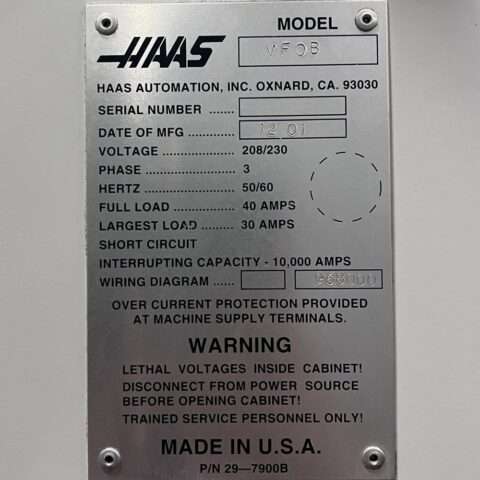 HAAS
MODEL VF0B
HAAS AUTOMATION, INC. OXNARD, CA. 93030
SERIAL NUMBER .......
DATE OF MFG ............ 12 01
VOLTAGE .................... 208/230
PHASE ........................ 3
HERTZ ........................ 50/60
FULL LOAD ................. 40 AMPS
LARGEST LOAD .......... 30 AMPS
SHORT CIRCUIT
INTERRUPTING CAPACITY - 10,000 AMPS
WIRING DIAGRAM ...... 96-8000
OVER CURRENT PROTECTION PROVIDED
AT MACHINE SUPPLY TERMINALS.
WARNING
LETHAL VOLTAGES INSIDE CABINET!
DISCONNECT FROM POWER SOURCE
BEFORE OPENING CABINET!
TRAINED SERVICE PERSONNEL ONLY!
MADE IN U.S.A.
P/N 29—7900B